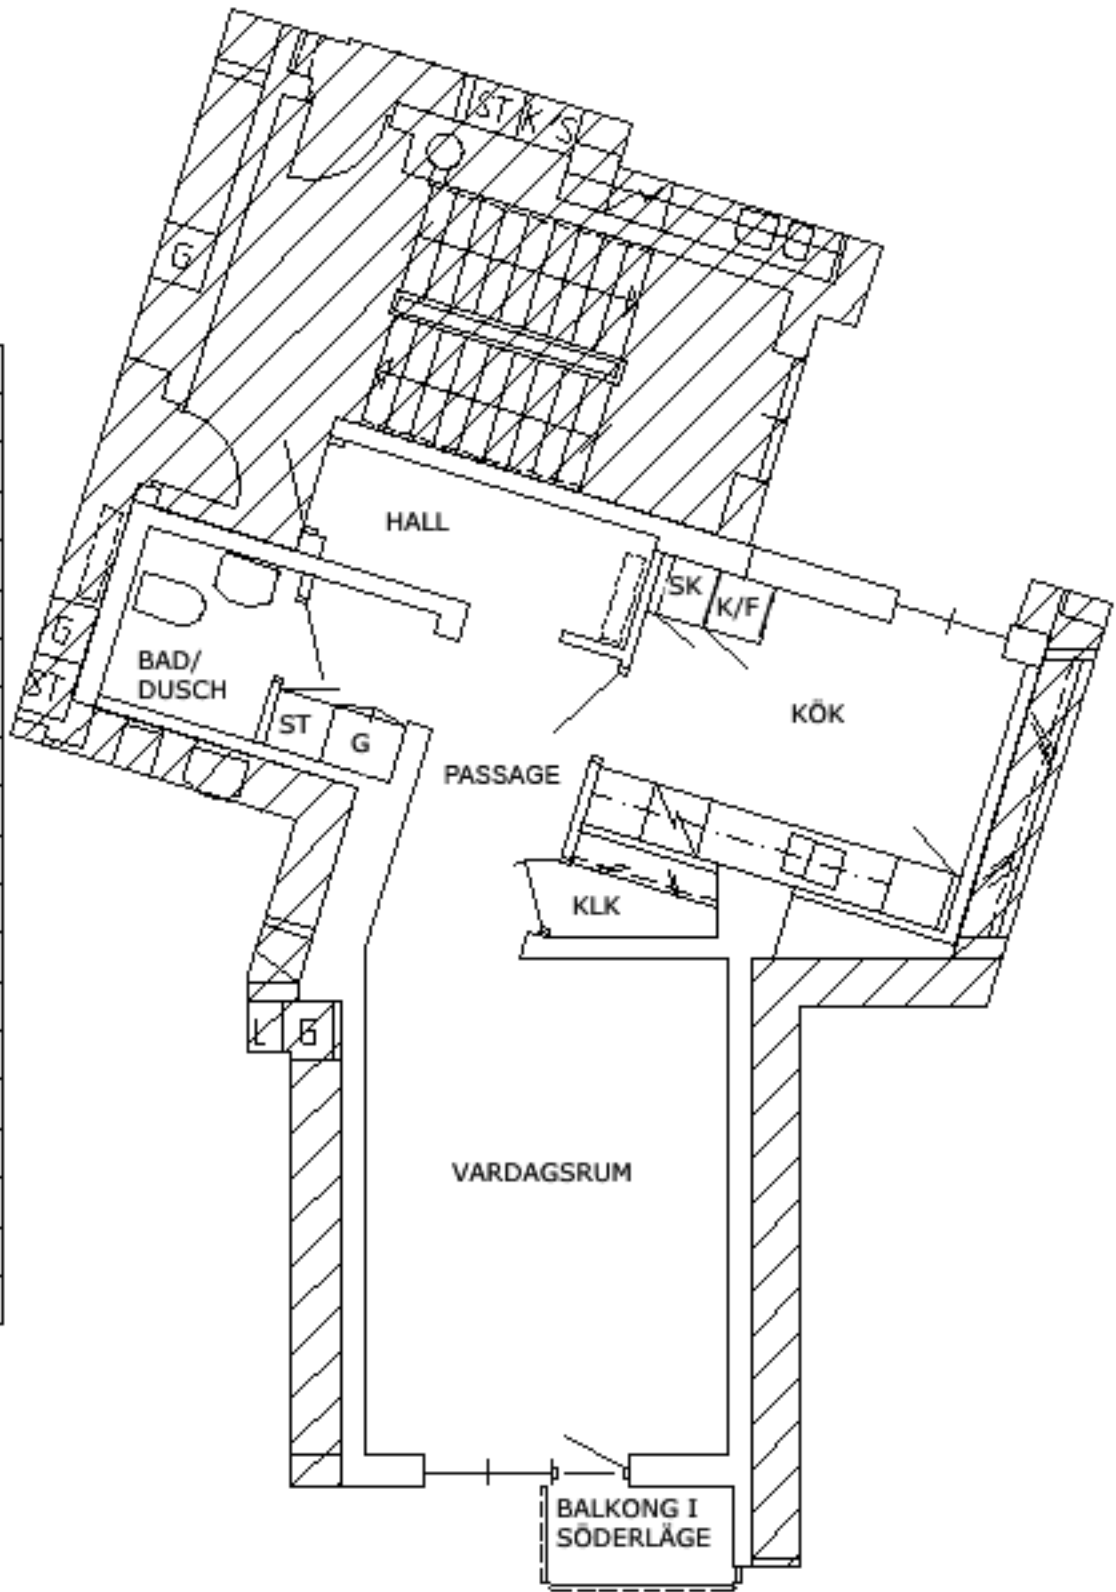 ST K S
G
HALL
SK
K/F
G
ST
BAD/
DUSCH
ST
G
KÖK
PASSAGE
KLK
L G
VARDAGSRUM
BALKONG I
SÖDERLÄGE